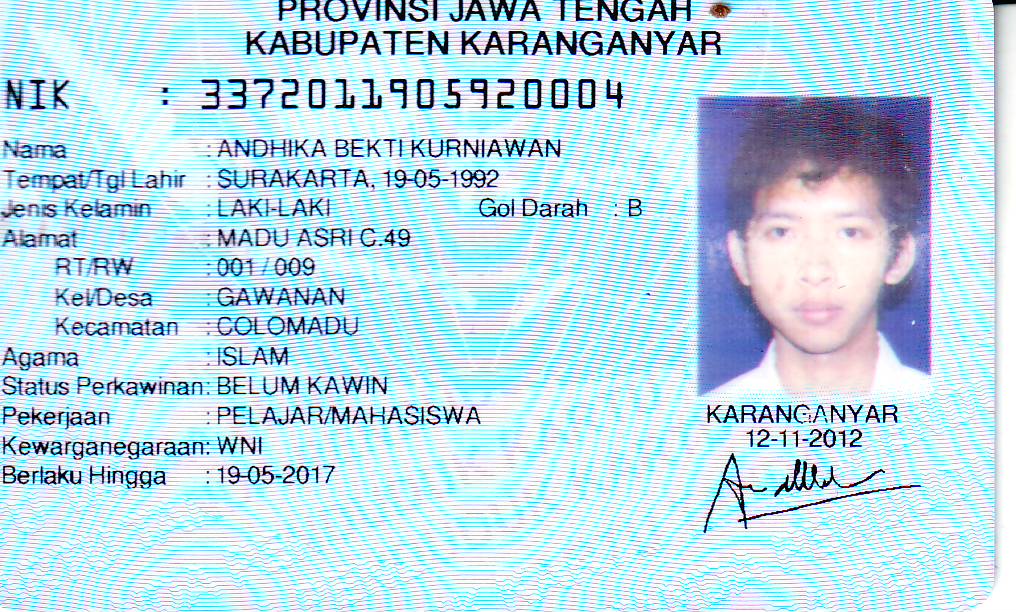 PROVINSI JAWA TENGAH
KABUPATEN KARANGANYAR
NIK : 3372011905920004
Nama : ANDHIKA BEKTI KURNIAWAN
Tempat/Tgl Lahir : SURAKARTA, 19-05-1992
Jenis Kelamin : LAKI-LAKI Gol Darah : B
Alamat : MADU ASRI C.49
RT/RW : 001 / 009
Kel/Desa : GAWANAN
Kecamatan : COLOMADU
Agama : ISLAM
Status Perkawinan: BELUM KAWIN
Pekerjaan : PELAJAR/MAHASISWA
Kewarganegaraan: WNI
Berlaku Hingga : 19-05-2017
KARANGANYAR
12-11-2012